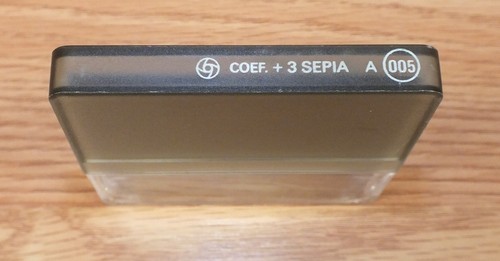 COEF. + 3 SEPIA A 005